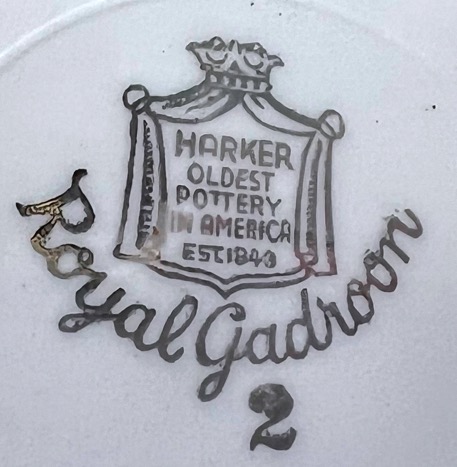 HARKER
OLDEST
POTTERY
IN AMERICA
EST.1840
Royal Gadroon
2